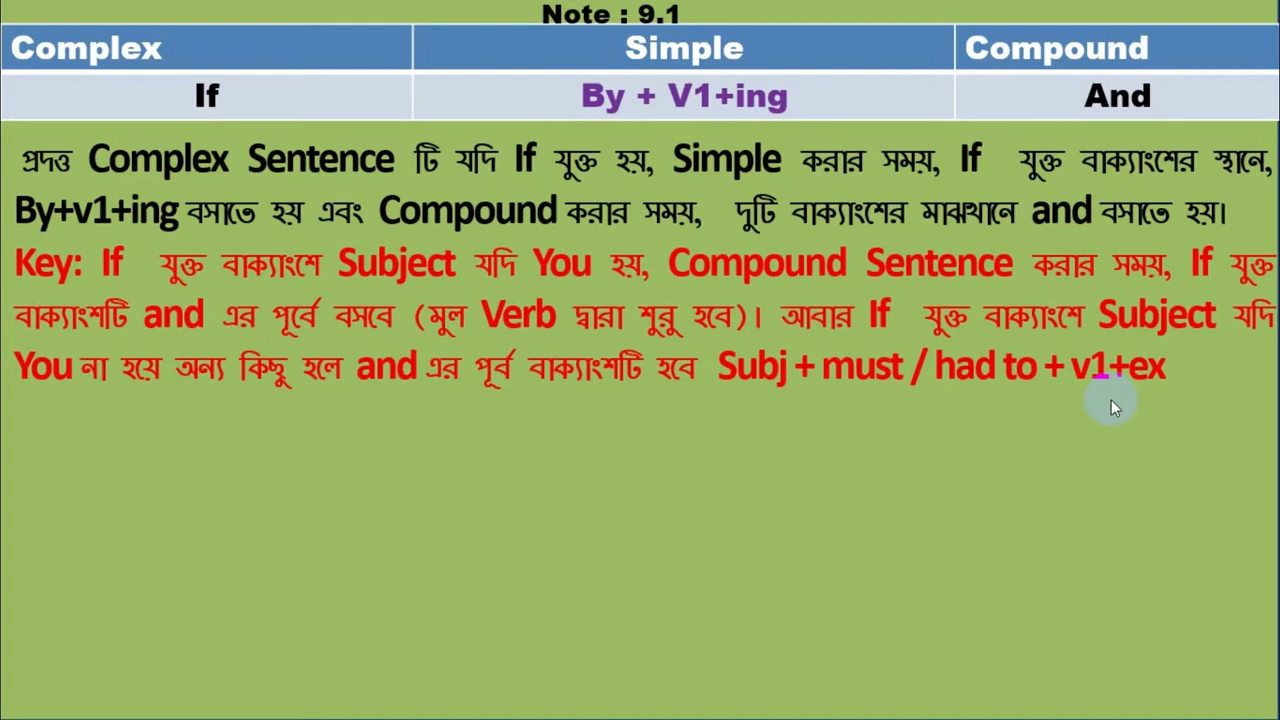 Note : 9.1
Complex Simple Compound
If By + V1+ing And
প্রদত্ত Complex Sentence টি যদি If যুক্ত হয়, Simple করার সময়, If যুক্ত বাক্যাংশের স্থানে,
By+v1+ing বসাতে হয় এবং Compound করার সময়, দুটি বাক্যাংশের মাঝখানে and বসাতে হয়।
Key: If যুক্ত বাক্যাংশে Subject যদি You হয়, Compound Sentence করার সময়, If যুক্ত
বাক্যাংশটি and এর পূর্বে বসবে (মুল Verb দ্বারা শুরু হবে)। আবার If যুক্ত বাক্যাংশে Subject যদি
You না হয়ে অন্য কিছু হলে and এর পূর্ব বাক্যাংশটি হবে Subj + must / had to + v1+ex